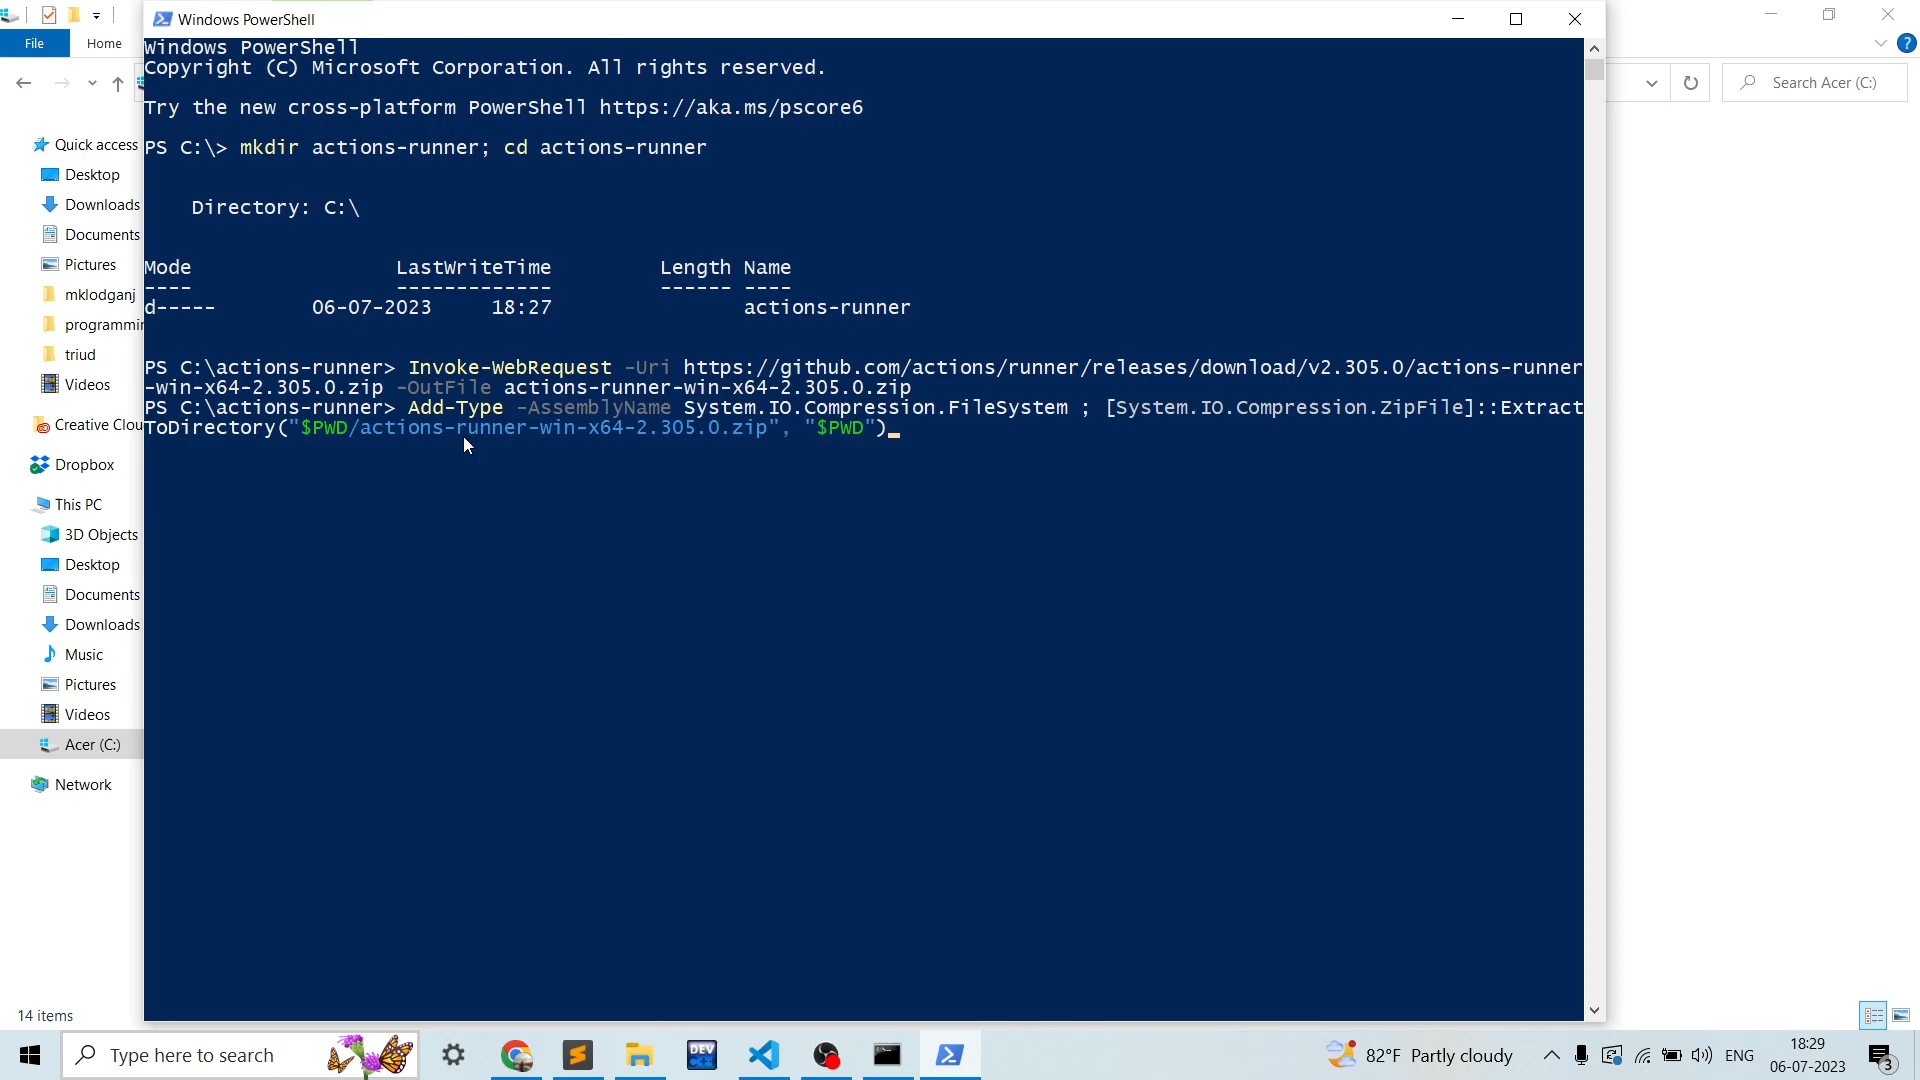 Windows PowerShell
File
Home
Search Acer (C:)
Windows PowerShell
Copyright (C) Microsoft Corporation. All rights reserved.
Try the new cross-platform PowerShell https://aka.ms/pscore6
PS C:\> mkdir actions-runner; cd actions-runner
Directory: C:\
Mode LastWriteTime Length Name
---- ------------- ------ ----
d----- 06-07-2023 18:27 actions-runner
PS C:\actions-runner> Invoke-WebRequest -Uri https://github.com/actions/runner/releases/download/v2.305.0/actions-runner
-win-x64-2.305.0.zip -OutFile actions-runner-win-x64-2.305.0.zip
PS C:\actions-runner> Add-Type -AssemblyName System.IO.Compression.FileSystem ; [System.IO.Compression.ZipFile]::Extract
ToDirectory("$PWD/actions-runner-win-x64-2.305.0.zip", "$PWD")
Quick access
Desktop
Downloads
Documents
Pictures
mklodganj
programmin
triud
Videos
Creative Clou
Dropbox
This PC
3D Objects
Desktop
Documents
Downloads
Music
Pictures
Videos
Acer (C:)
Network
14 items
Type here to search
DEV
C++
82°F Partly cloudy
ENG
18:29
06-07-2023
3